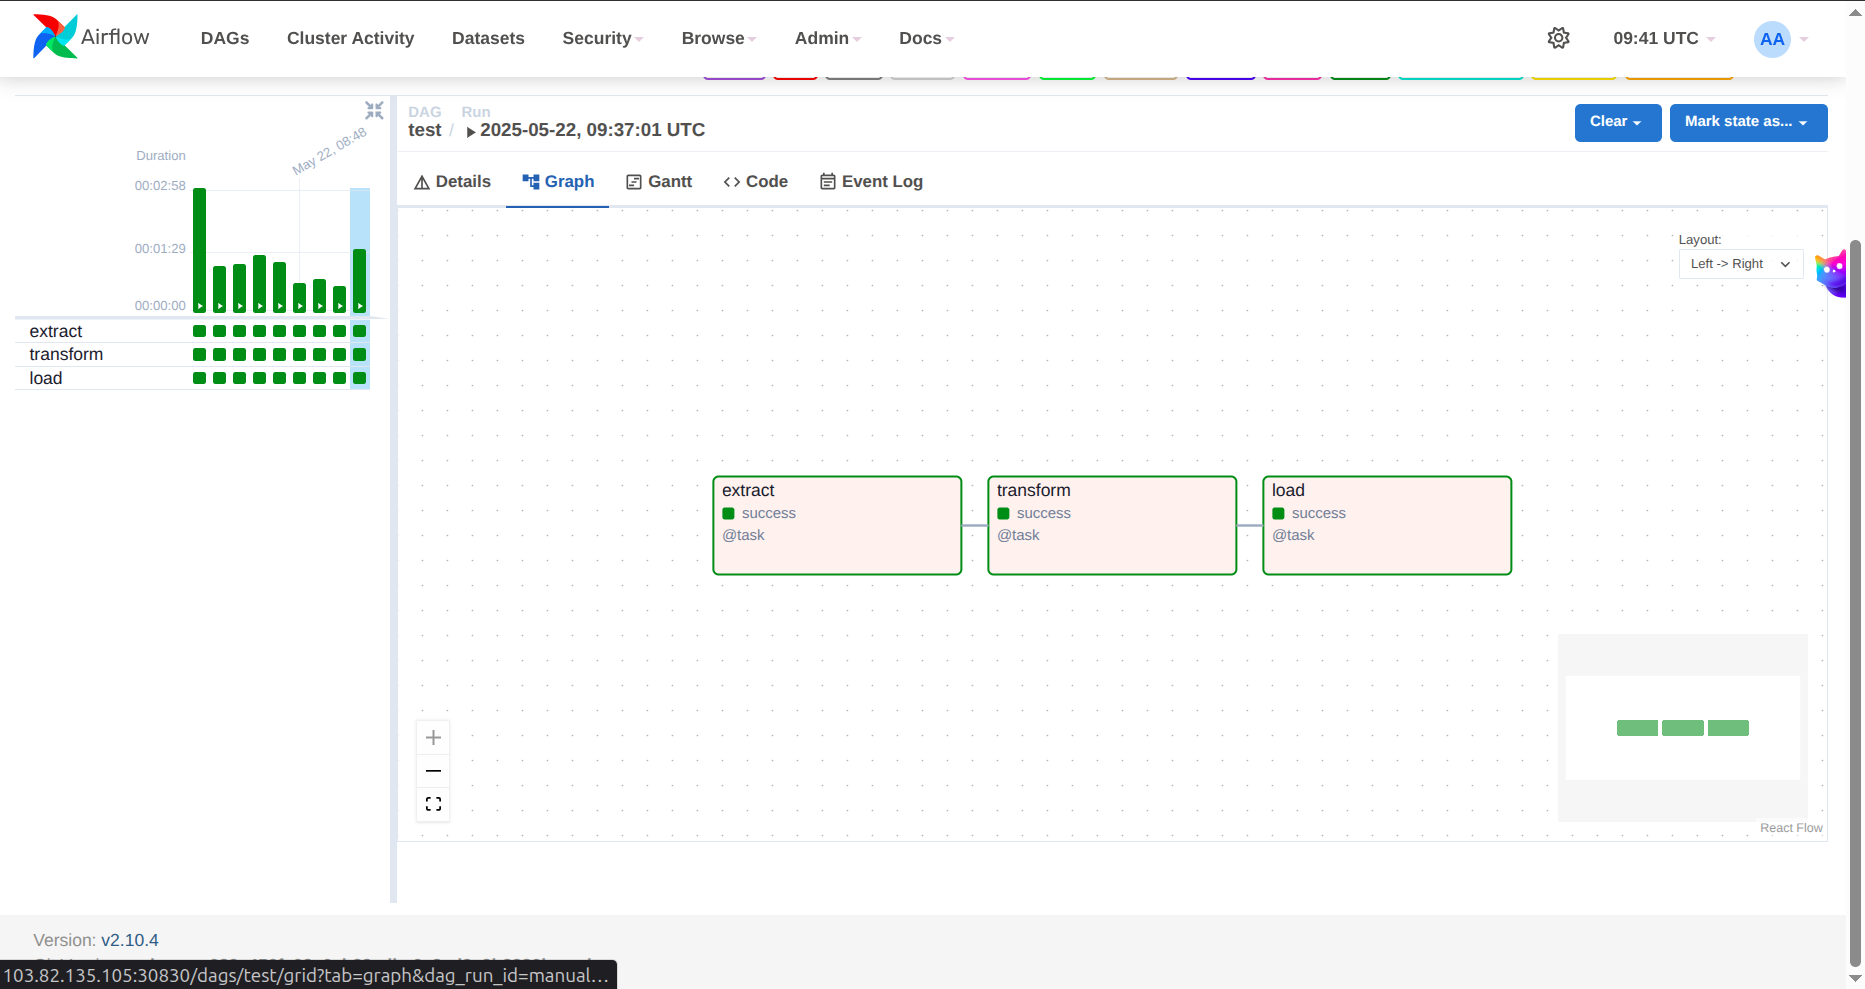 Airflow DAGs Cluster Activity Datasets Security Browse Admin Docs 09:41 UTC AA
DAG Run
test / 2025-05-22, 09:37:01 UTC
Clear Mark state as...
May 22, 08:48
Duration
00:02:58
00:01:29
00:00:00
extract
transform
load
Details Graph Gantt Code Event Log
Layout:
Left -> Right
extract
success
@task
transform
success
@task
load
success
@task
React Flow
Version: v2.10.4
103.82.135.105:30830/dags/test/grid?tab=graph&dag_run_id=manual...